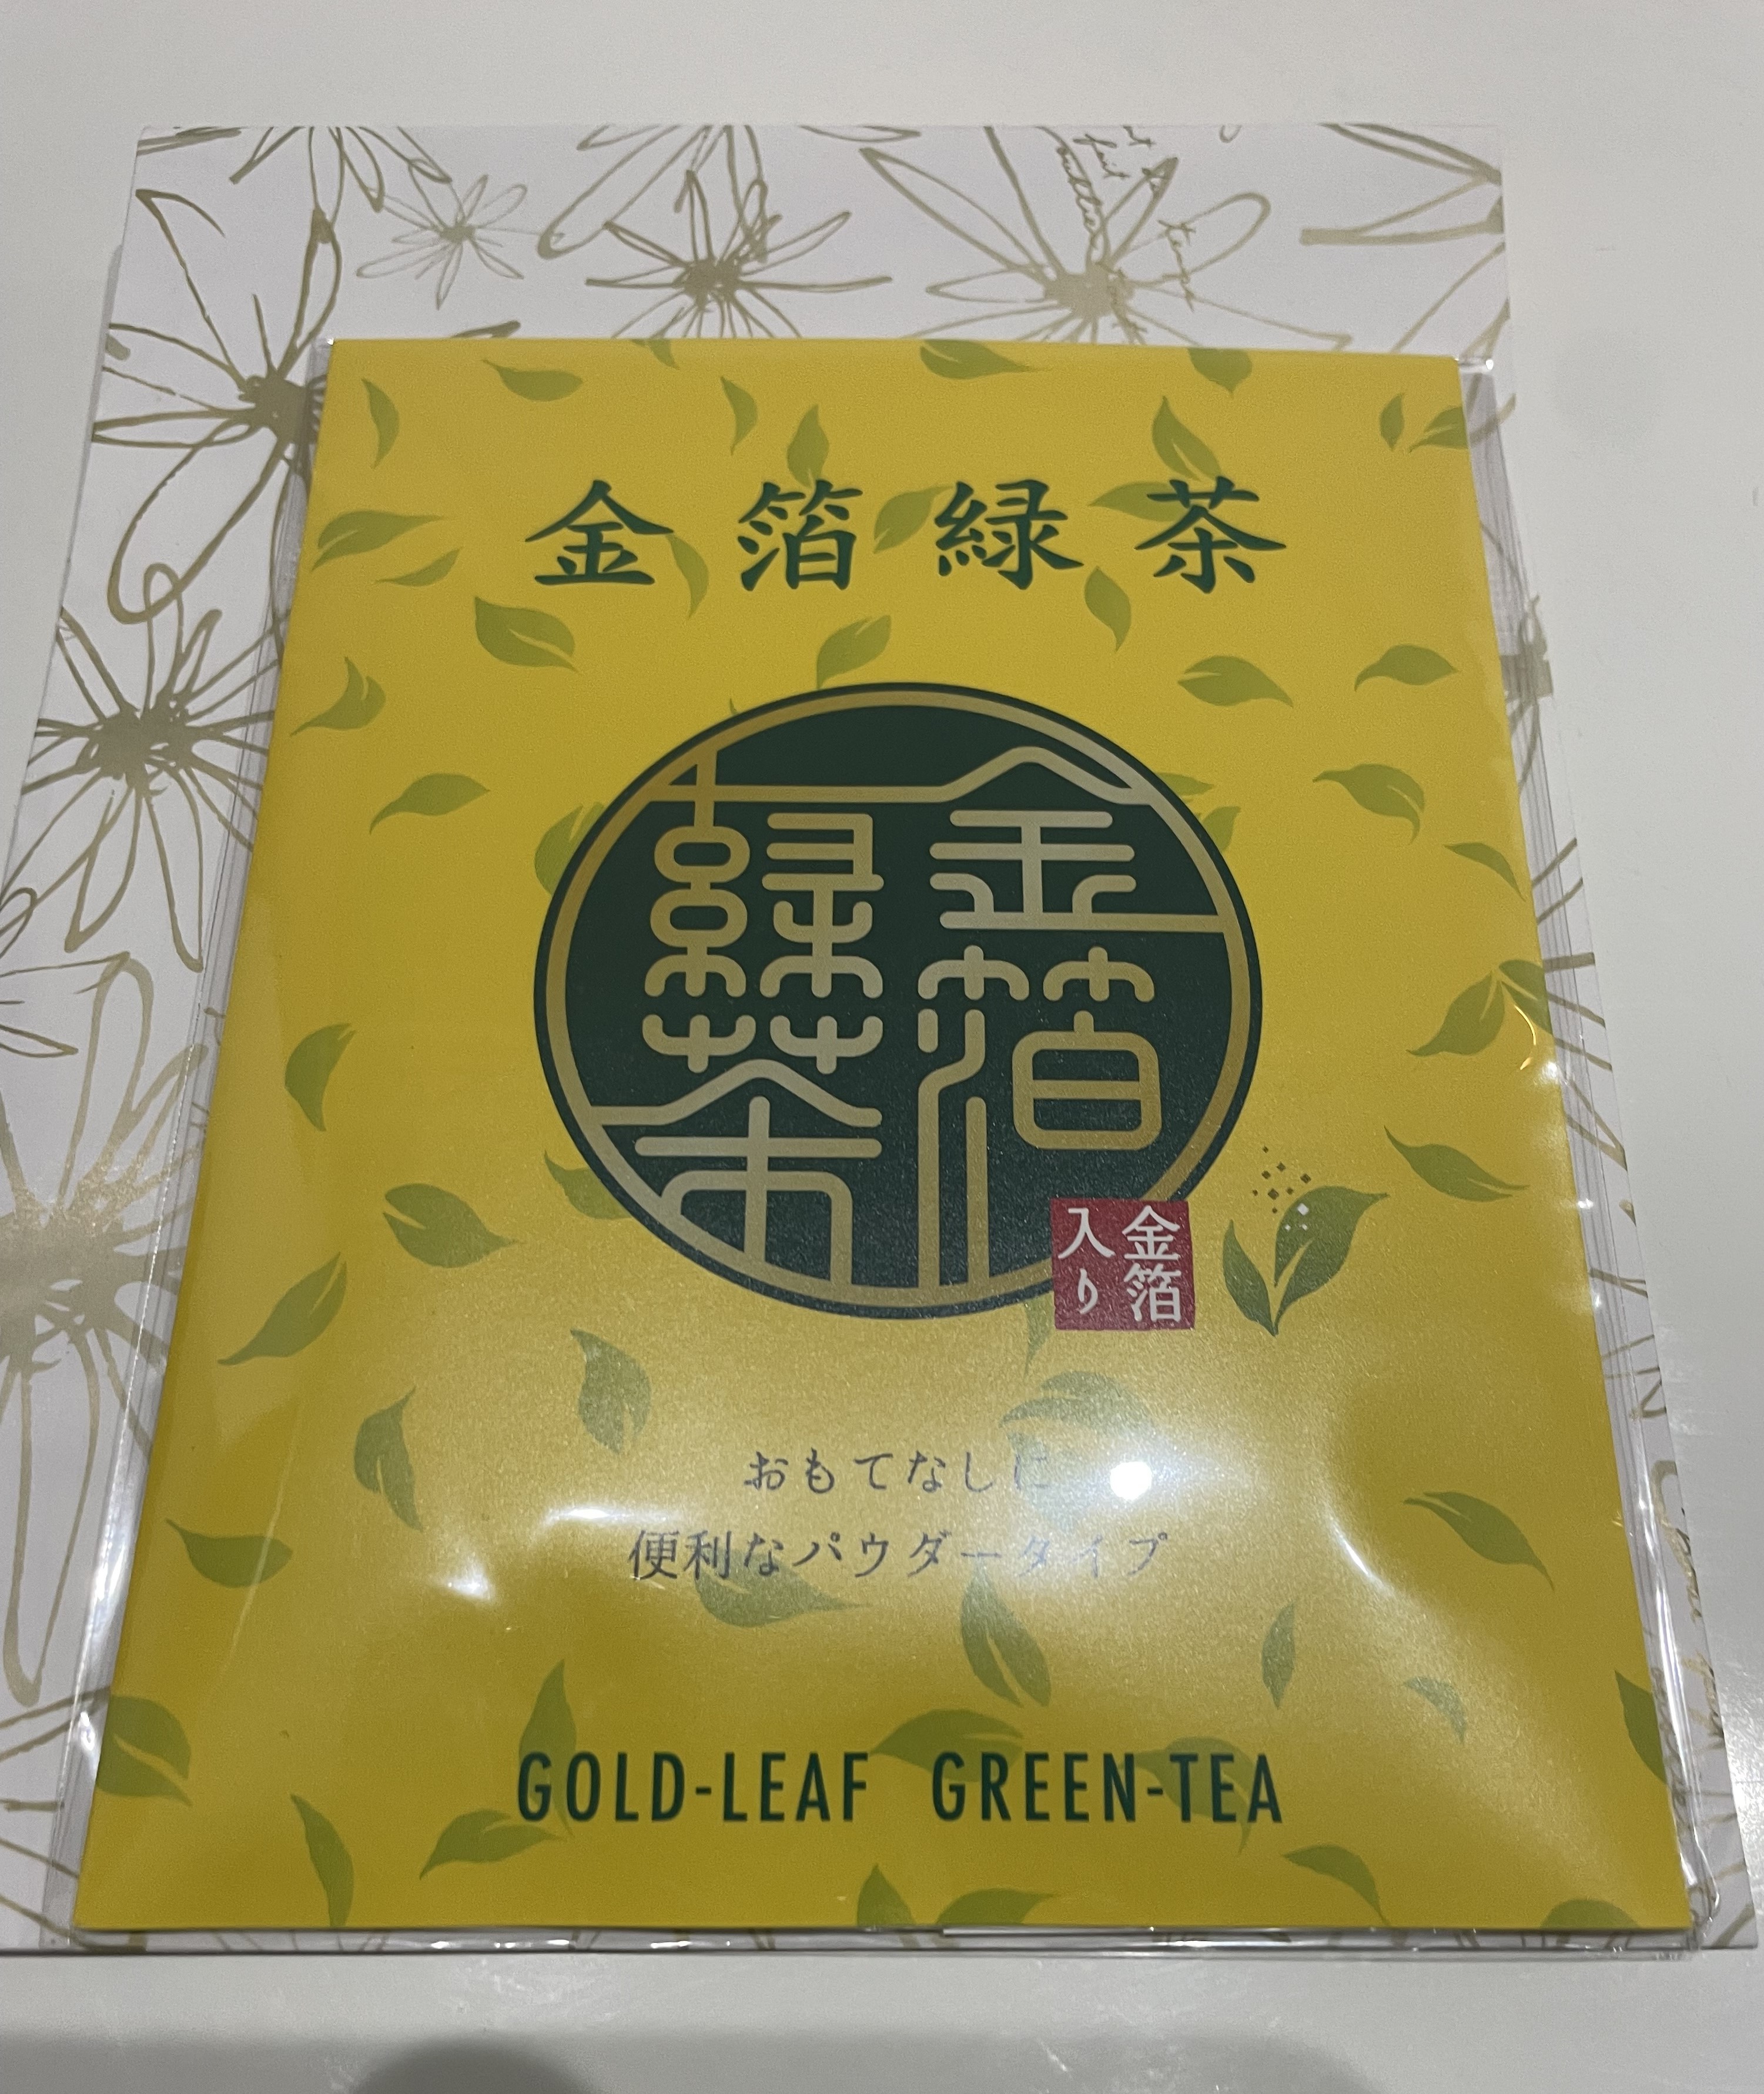 金箔緑茶
金箔
緑茶
金箔
入り
おもてなしに
便利なパウダータイプ
GOLD-LEAF GREEN-TEA